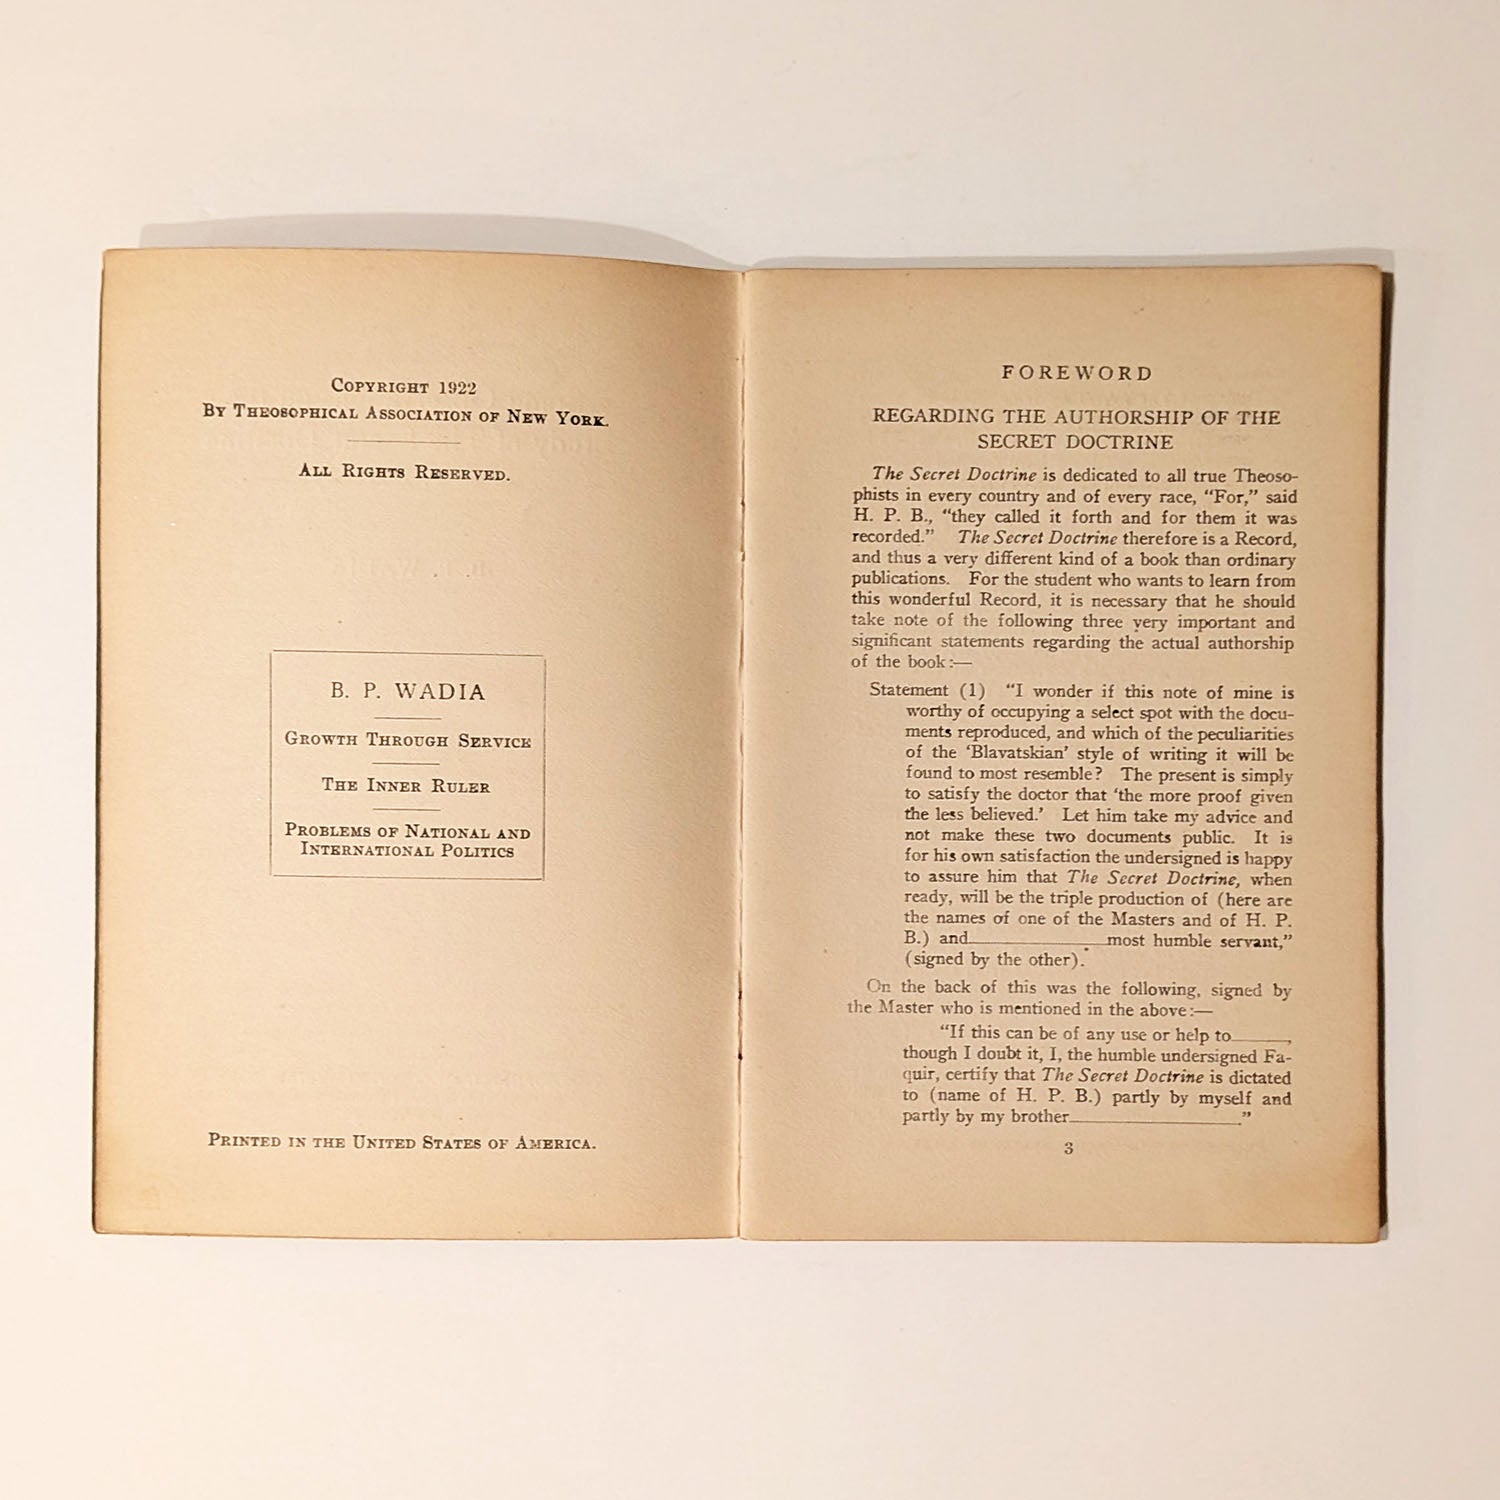 COPYRIGHT 1922
BY THEOSOPHICAL ASSOCIATION OF NEW YORK.
ALL RIGHTS RESERVED.
B. P. WADIA
GROWTH THROUGH SERVICE
THE INNER RULER
PROBLEMS OF NATIONAL AND
INTERNATIONAL POLITICS
PRINTED IN THE UNITED STATES OF AMERICA.
FOREWORD
REGARDING THE AUTHORSHIP OF THE
SECRET DOCTRINE
The Secret Doctrine is dedicated to all true Theoso-
phists in every country and of every race, “For,” said
H. P. B., “they called it forth and for them it was
recorded.” The Secret Doctrine therefore is a Record,
and thus a very different kind of a book than ordinary
publications. For the student who wants to learn from
this wonderful Record, it is necessary that he should
take note of the following three very important and
significant statements regarding the actual authorship
of the book:—
Statement (1) “I wonder if this note of mine is
worthy of occupying a select spot with the docu-
ments reproduced, and which of the peculiarities
of the ‘Blavatskian’ style of writing it will be
found to most resemble? The present is simply
to satisfy the doctor that ‘the more proof given
the less believed.’ Let him take my advice and
not make these two documents public. It is
for his own satisfaction the undersigned is happy
to assure him that The Secret Doctrine, when
ready, will be the triple production of (here are
the names of one of the Masters and of H. P.
B.) and____________most humble servant,”
(signed by the other).
On the back of this was the following, signed by
the Master who is mentioned in the above:—
“If this can be of any use or help to_____,
though I doubt it, I, the humble undersigned Fa-
quir, certify that The Secret Doctrine is dictated
to (name of H. P. B.) partly by myself and
partly by my brother_______________.”
3